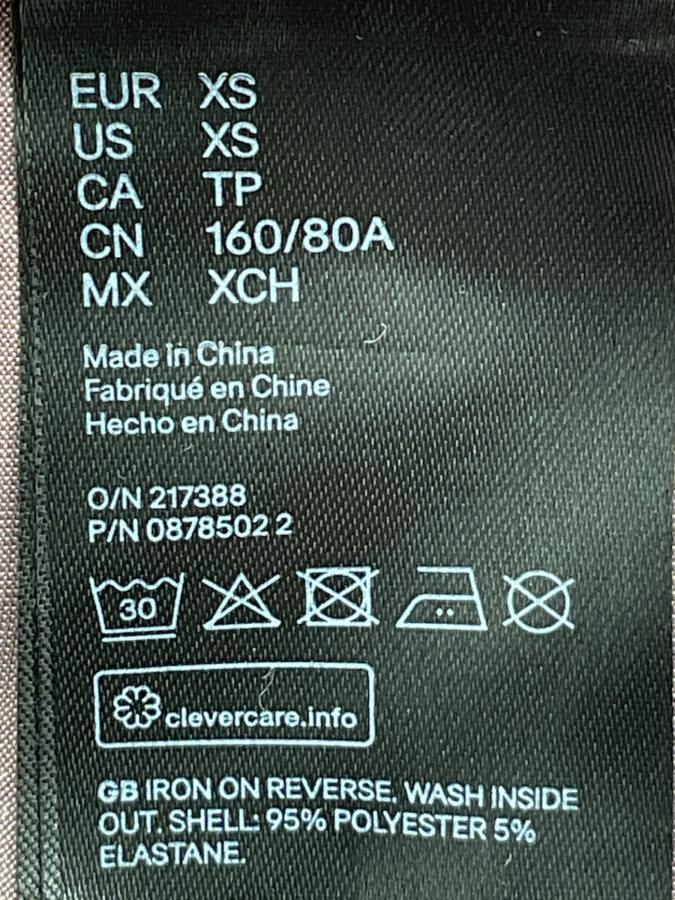 EUR XS
US XS
CA TP
CN 160/80A
MX XCH
Made in China
Fabriqué en Chine
Hecho en China
O/N 217388
P/N 0878502 2
30
clevercare.info
GB IRON ON REVERSE. WASH INSIDE
OUT. SHELL: 95% POLYESTER 5%
ELASTANE.